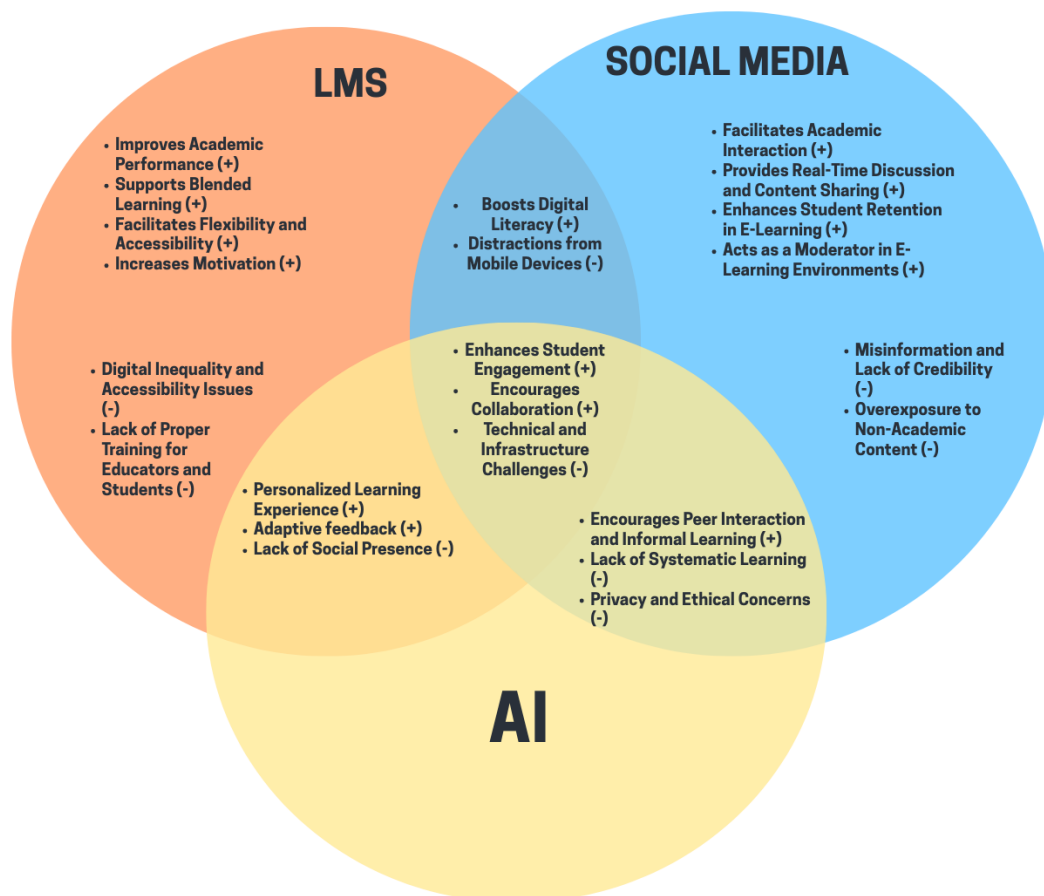 LMS
SOCIAL MEDIA
• Improves Academic
Performance (+)
• Supports Blended
Learning (+)
• Facilitates Flexibility and
Accessibility (+)
• Increases Motivation (+)
• Boosts Digital
Literacy (+)
• Distractions from
Mobile Devices (-)
• Facilitates Academic
Interaction (+)
• Provides Real-Time Discussion
and Content Sharing (+)
• Enhances Student Retention
in E-Learning (+)
• Acts as a Moderator in E-
Learning Environments (+)
• Digital Inequality and
Accessibility Issues
(-)
• Lack of Proper
Training for
Educators and
Students (-)
• Enhances Student
Engagement (+)
• Encourages
Collaboration (+)
• Technical and
Infrastructure
Challenges (-)
• Misinformation and
Lack of Credibility
(-)
• Overexposure to
Non-Academic
Content (-)
• Personalized Learning
Experience (+)
• Adaptive feedback (+)
• Lack of Social Presence (-)
• Encourages Peer Interaction
and Informal Learning (+)
• Lack of Systematic Learning
(-)
• Privacy and Ethical Concerns
(-)
AI